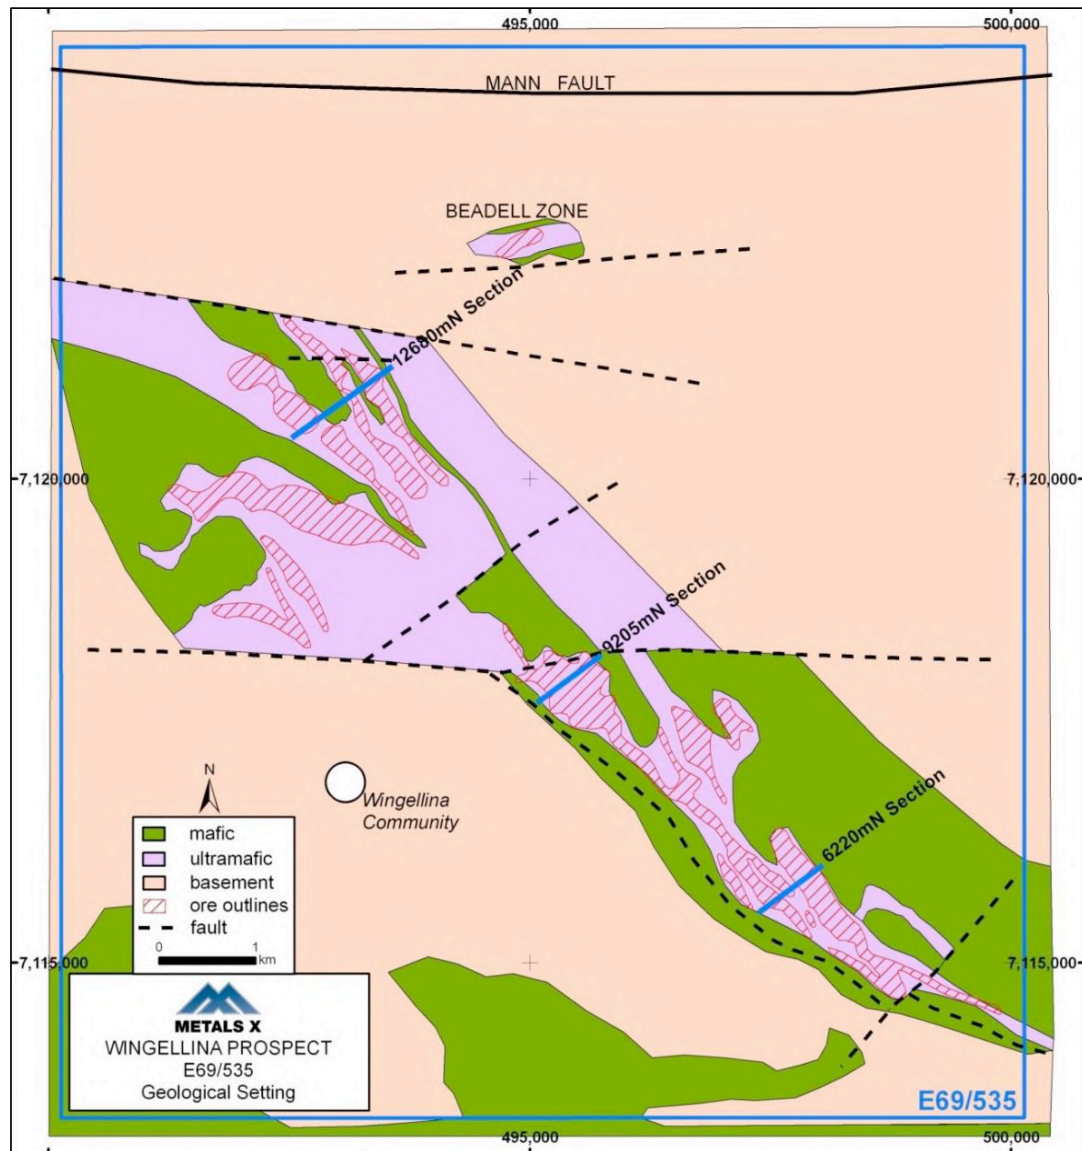 495,000
500,000
MANN FAULT
BEADELL ZONE
12680mN Section
7,120,000
7,120,000
9205mN Section
N
Wingellina
Community
6220mN Section
mafic
ultramafic
basement
ore outlines
fault
0 1
km
7,115,000
7,115,000
METALS X
WINGELLINA PROSPECT
E69/535
Geological Setting
E69/535
495,000
500,000